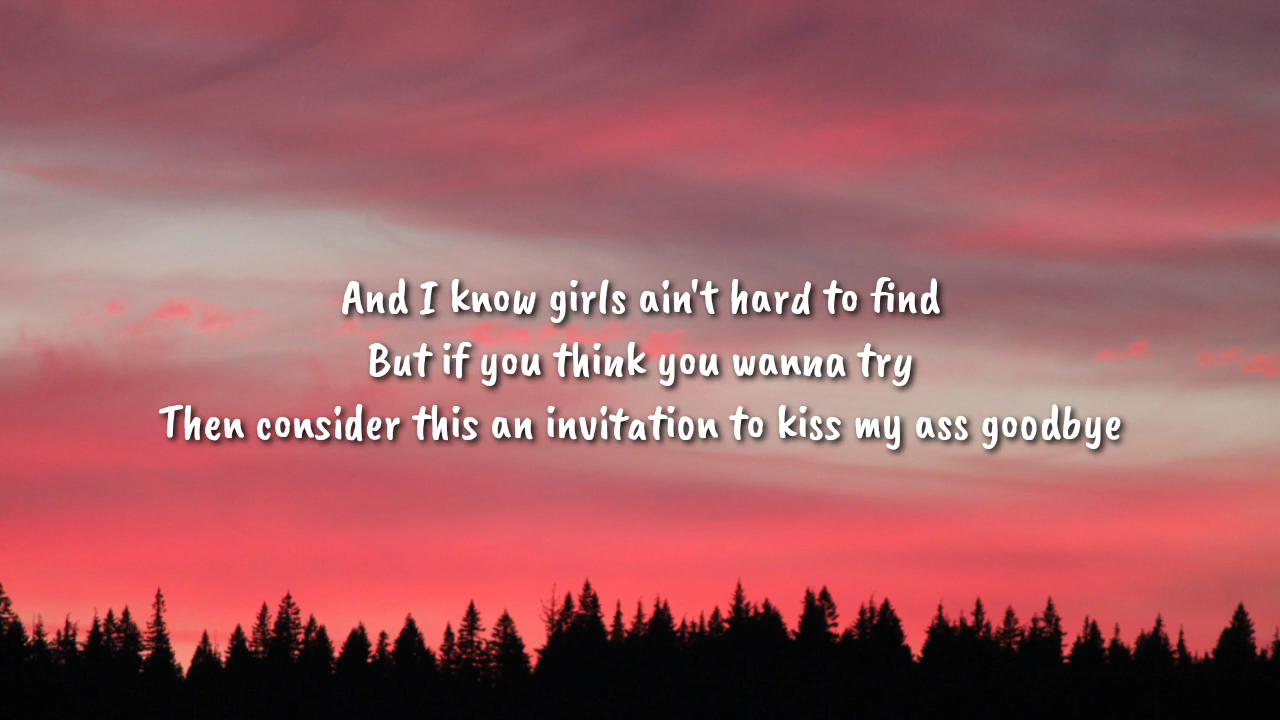 And I know girls ain't hard to find
But if you think you wanna try
Then consider this an invitation to kiss my ass goodbye